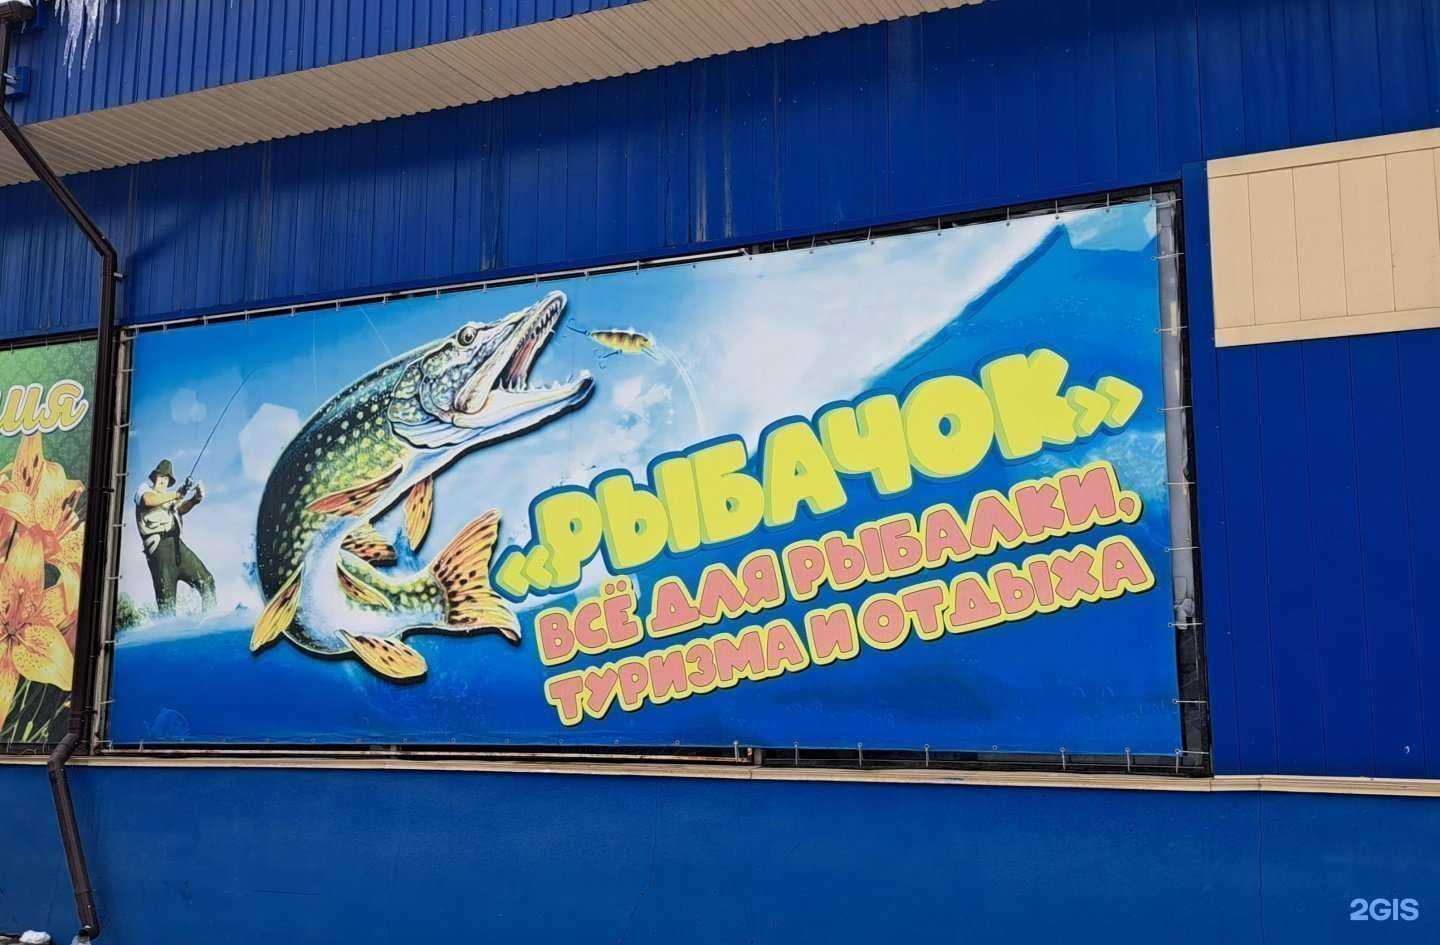 «РЫБАЧОК»
ВСЁ ДЛЯ РЫБАЛКИ,
ТУРИЗМА И ОТДЫХА
2GIS